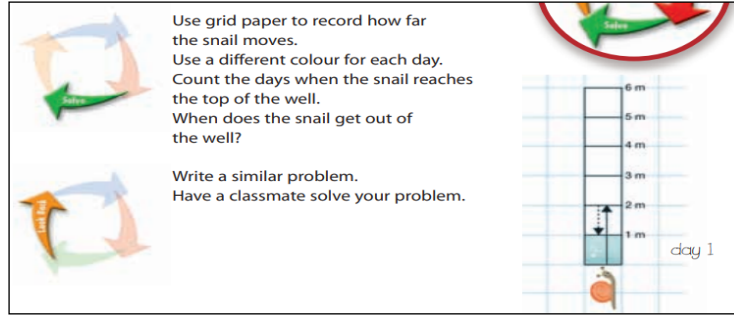 Use grid paper to record how far
the snail moves.
Use a different colour for each day.
Count the days when the snail reaches
the top of the well.
When does the snail get out of
the well?
Solve
Write a similar problem.
Have a classmate solve your problem.
Look Back
Solve
6 m
5 m
4 m
3 m
2 m
1 m
day 1